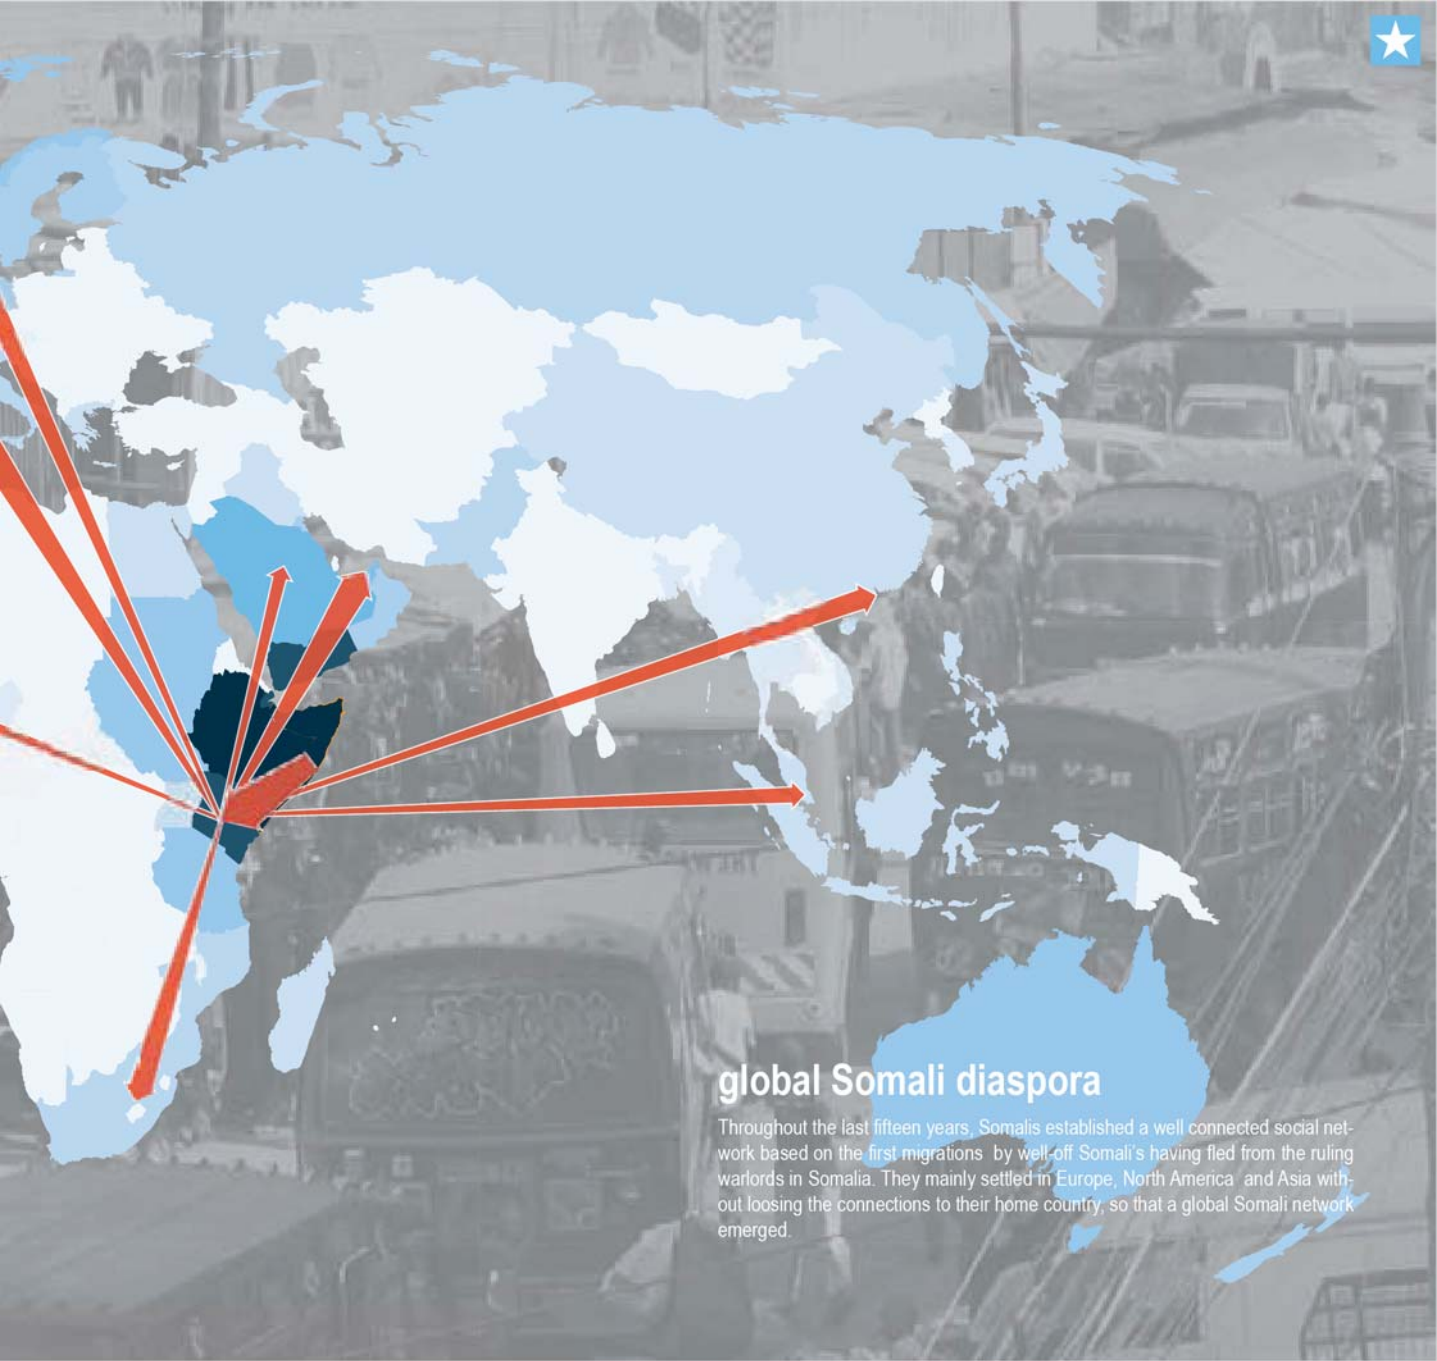 global Somali diaspora
Throughout the last fifteen years, Somalis established a well connected social net-
work based on the first migrations by well-off Somali's having fled from the ruling
warlords in Somalia. They mainly settled in Europe, North America and Asia with-
out loosing the connections to their home country, so that a global Somali network
emerged.